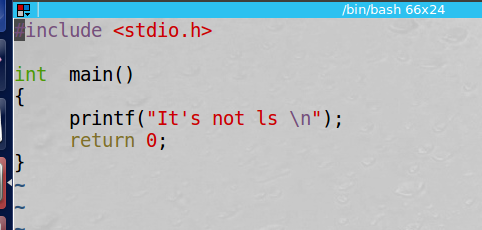 /bin/bash 66x24
#include <stdio.h>
int  main()
{
     printf("It's not ls \n");
     return 0;
}
~
~
~